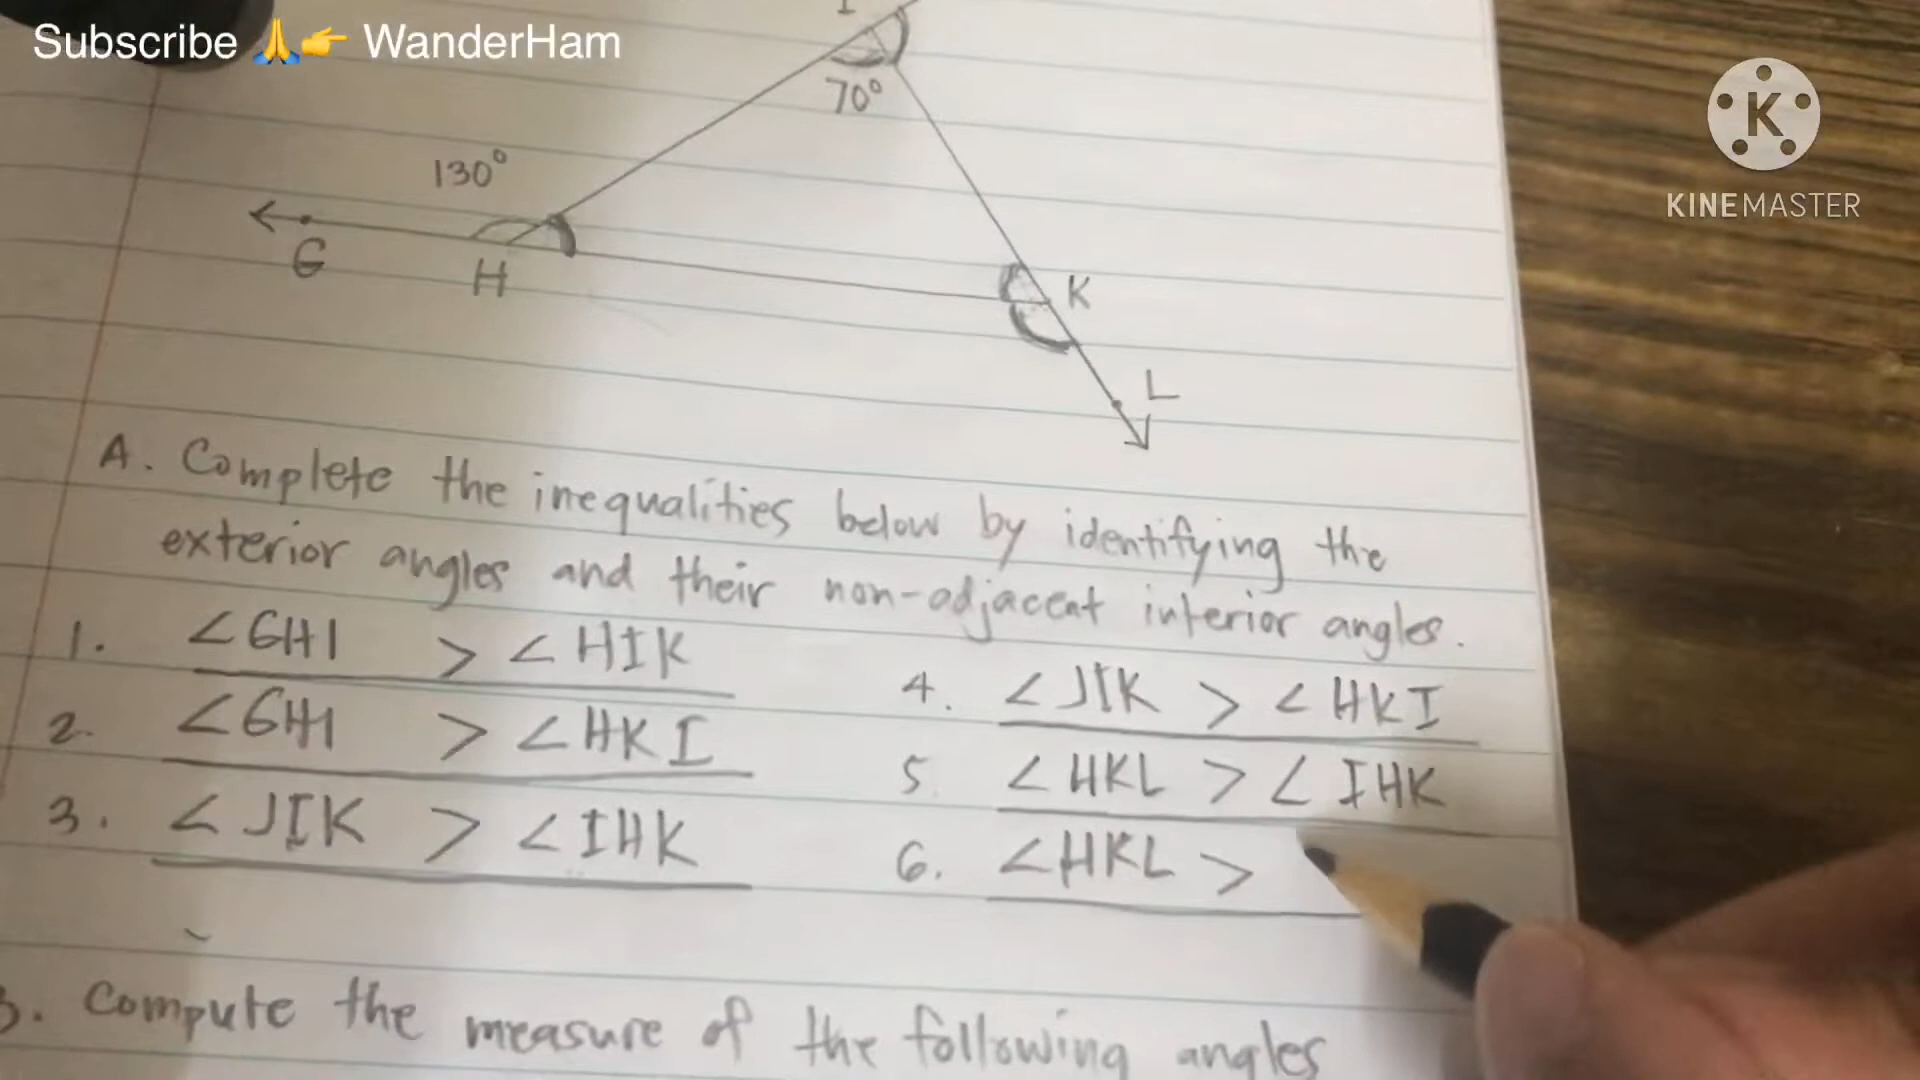 Subscribe 🙏👉 WanderHam
I
70°
130°
K
KINEMASTER
G
H
K
L
A. Complete the inequalities below by identifying the
exterior angles and their non-adjacent interior angles.
1. <GHI > <HIK
2. <GHI > <HKI
3. <JIK > <IHK
4. <JIK > <HKI
5. <HKL > <IHK
6. <HKL >
. Compute the measure of the following angles